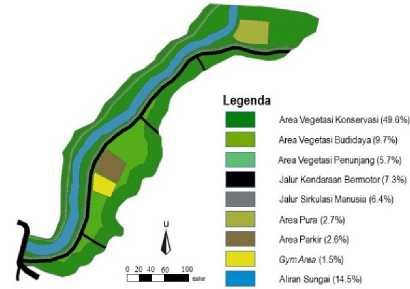 Legenda
Area Vegetasi Konservasi (49.6%)
Area Vegetasi Budidaya (9.7%)
Area Vegetasi Penunjang (5.7%)
Jalur Kendaraan Bermotor (7.3%)
Jalur Sirkulasi Manusia (6.4%)
Area Pura (2.7%)
Area Parkir (2.6%)
Gym Area (1.5%)
Aliran Sungai (14.5%)
U
0 20 40 60 100